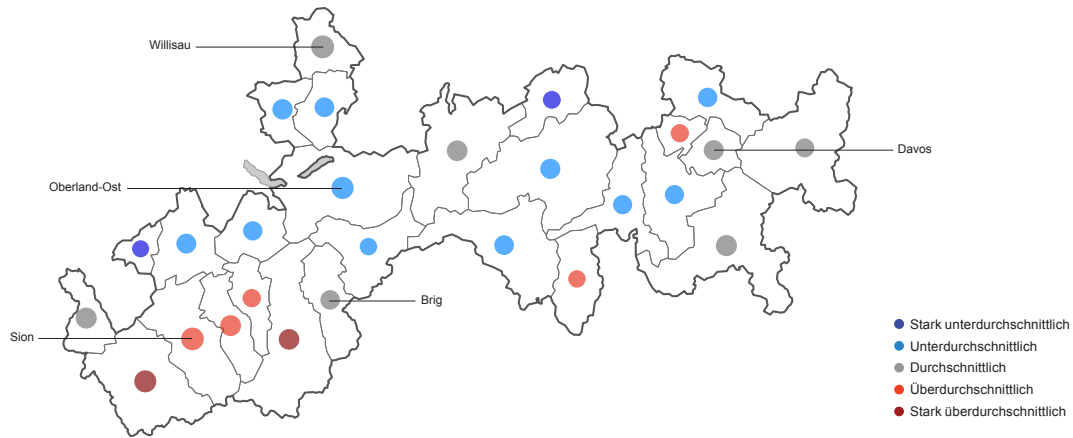 Willisau
Davos
Oberland-Ost
Brig
Sion
Stark unterdurchschnittlich
Unterdurchschnittlich
Durchschnittlich
Überdurchschnittlich
Stark überdurchschnittlich